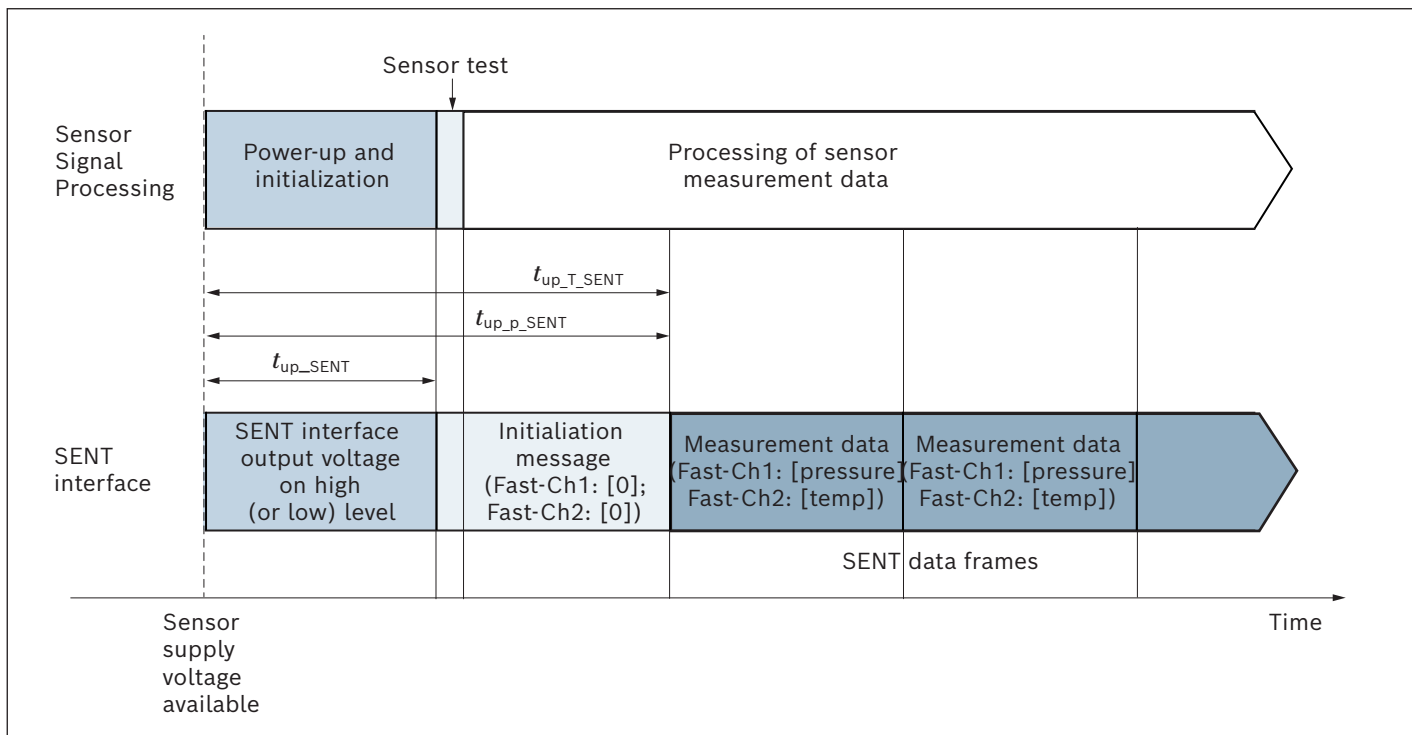 Sensor test
Sensor
Signal
Processing
Power-up and
initialization
Processing of sensor
measurement data
tup_T_SENT
tup_p_SENT
tup_SENT
SENT
interface
SENT interface
output voltage
on high
(or low) level
Initialiation
message
(Fast-Ch1: [0];
Fast-Ch2: [0])
Measurement data
(Fast-Ch1: [pressure]
Fast-Ch2: [temp])
Measurement data
(Fast-Ch1: [pressure]
Fast-Ch2: [temp])
SENT data frames
Sensor
supply
voltage
available
Time